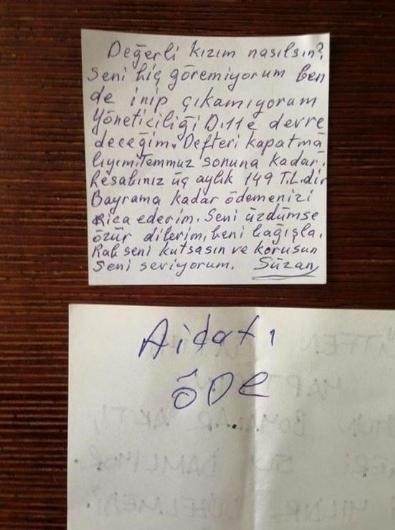 Değerli kızım nasılsın?
Seni hiç göremiyorum ben
de inip çıkamıyorum
Yöneticiliği D.11e devre
deceğim. Defteri kapatma
lıyım. Temmuz sonuna kadar.
Hesabınız üç aylık 149 TL.dir
Bayrama kadar ödemenizi
Rica ederim. Seni üzdümse
özür dilerim, beni bağışla.
Rab seni kutsasın ve korusun
Seni seviyorum. Süzan
Aidatı
ÖDe